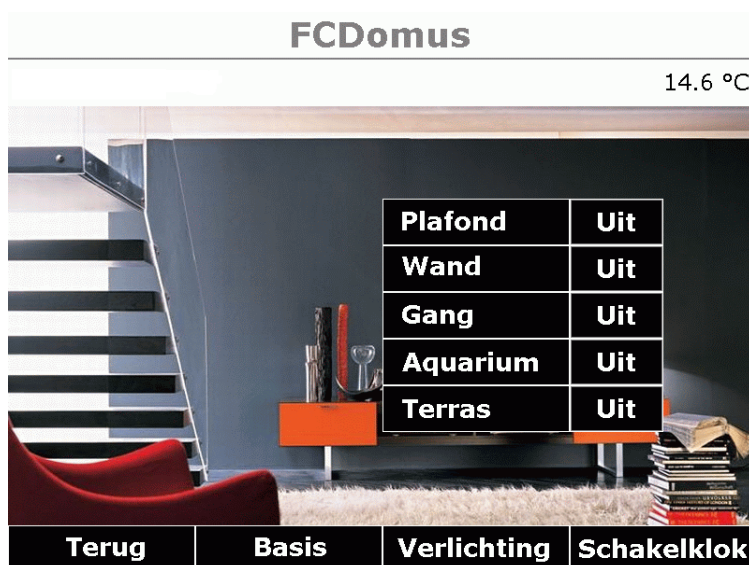 FCDomus
14.6 °C
Plafond Uit
Wand Uit
Gang Uit
Aquarium Uit
Terras Uit
Terug Basis Verlichting Schakelklok